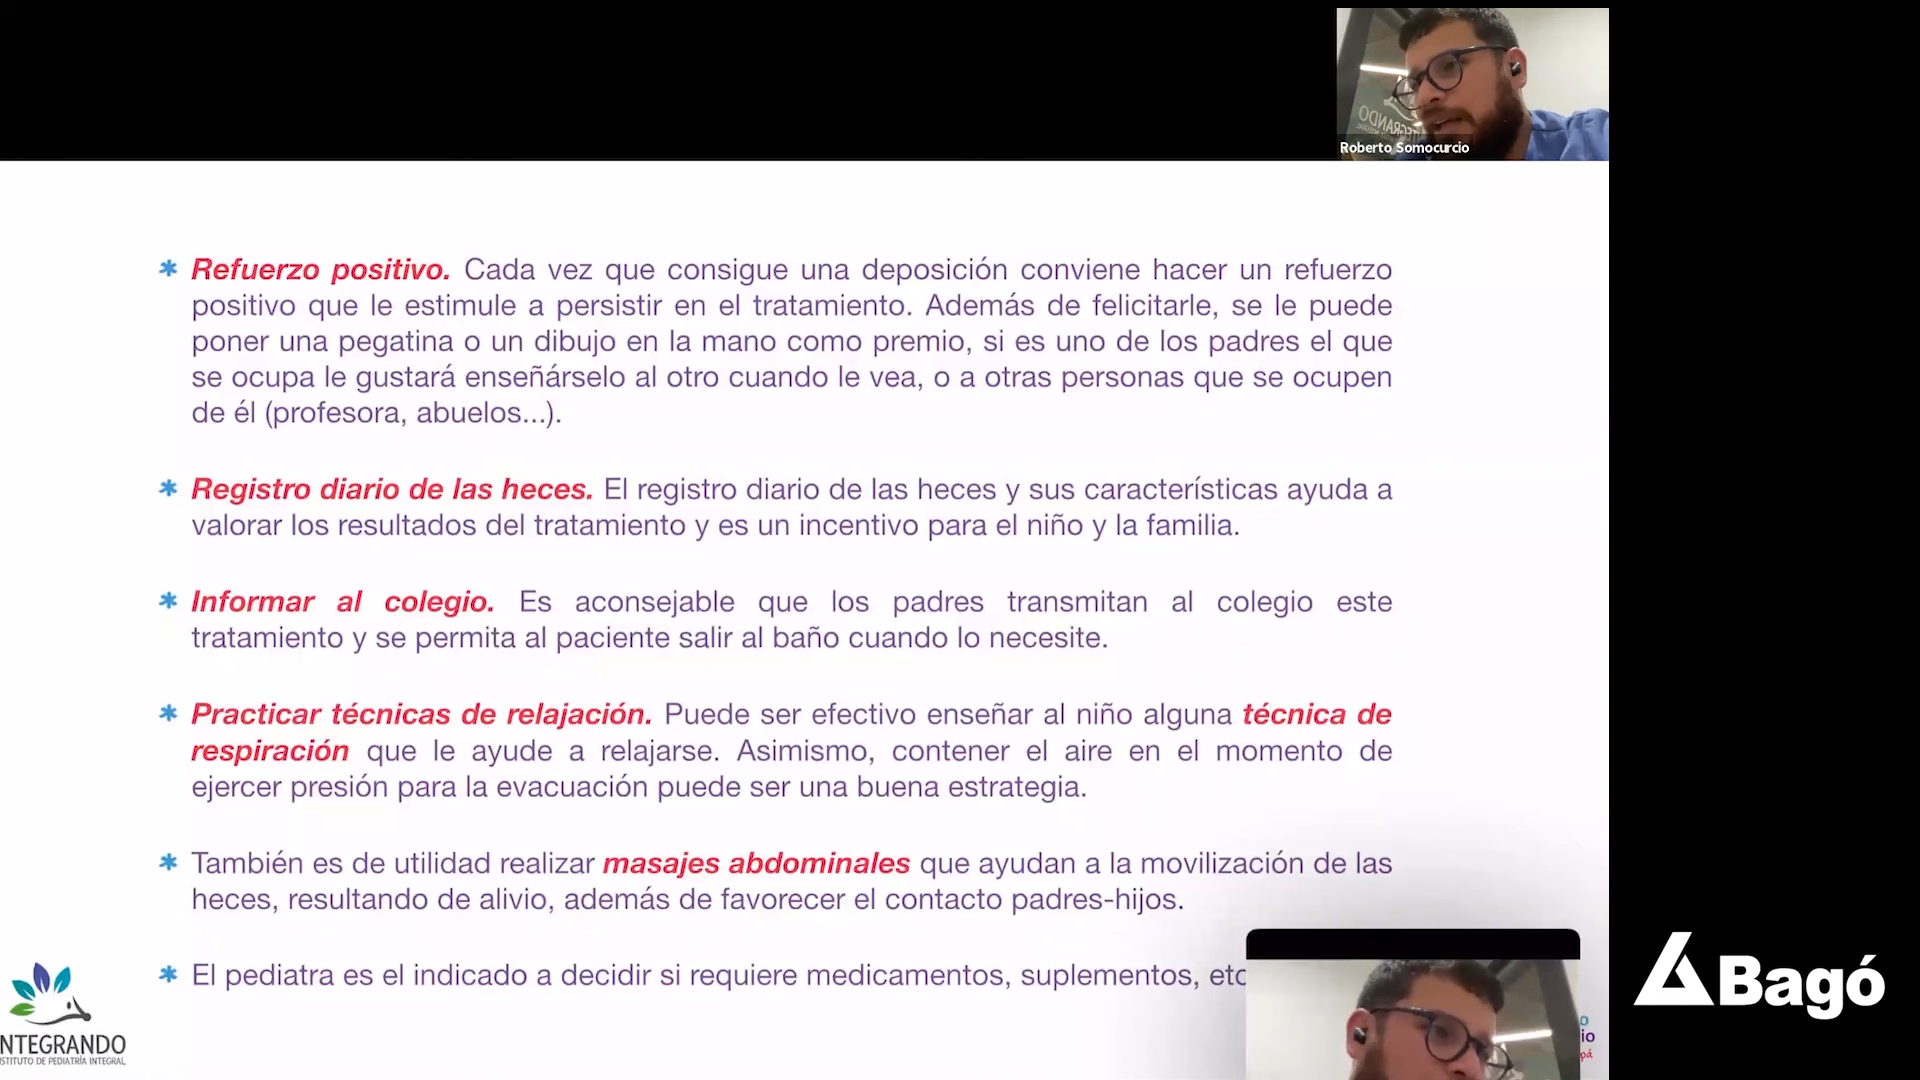 Roberto Somocurcio
* Refuerzo positivo. Cada vez que consigue una deposición conviene hacer un refuerzo
positivo que le estimule a persistir en el tratamiento. Además de felicitarle, se le puede
poner una pegatina o un dibujo en la mano como premio, si es uno de los padres el que
se ocupa le gustará enseñárselo al otro cuando le vea, o a otras personas que se ocupen
de él (profesora, abuelos...).
* Registro diario de las heces. El registro diario de las heces y sus características ayuda a
valorar los resultados del tratamiento y es un incentivo para el niño y la familia.
* Informar al colegio. Es aconsejable que los padres transmitan al colegio este
tratamiento y se permita al paciente salir al baño cuando lo necesite.
* Practicar técnicas de relajación. Puede ser efectivo enseñar al niño alguna técnica de
respiración que le ayude a relajarse. Asimismo, contener el aire en el momento de
ejercer presión para la evacuación puede ser una buena estrategia.
* También es de utilidad realizar masajes abdominales que ayudan a la movilización de las
heces, resultando de alivio, además de favorecer el contacto padres-hijos.
* El pediatra es el indicado a decidir si requiere medicamentos, suplementos, etc
NTEGRANDO
STITUTO DE PEDIATRÍA INTEGRAL
Bagó